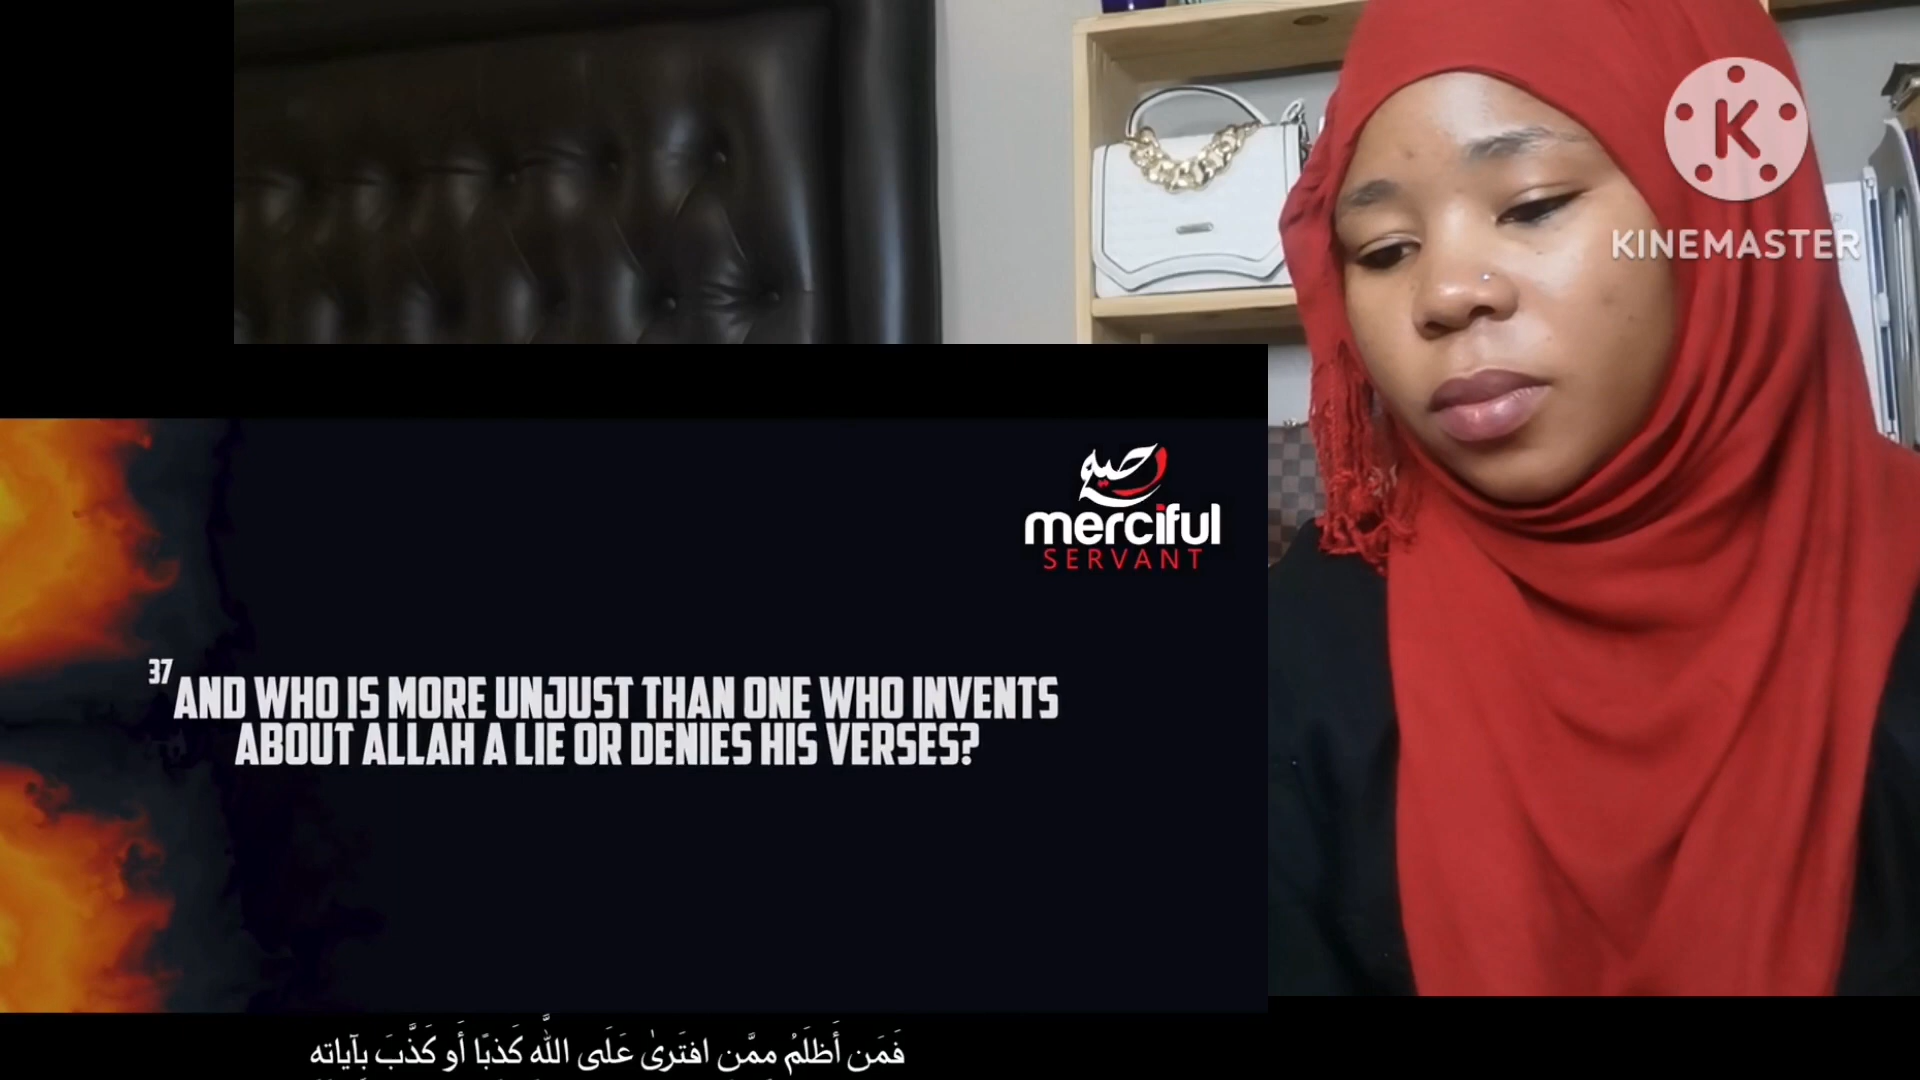 KINEMASTER
رحيم
merciful
SERVANT
37
AND WHO IS MORE UNJUST THAN ONE WHO INVENTS
ABOUT ALLAH A LIE OR DENIES HIS VERSES?
فَمَن أَظلَمُ مِمَّن افتَرىٰ عَلَى اللَّهِ كَذِبًا أَو كَذَّبَ بِآياتِهِ